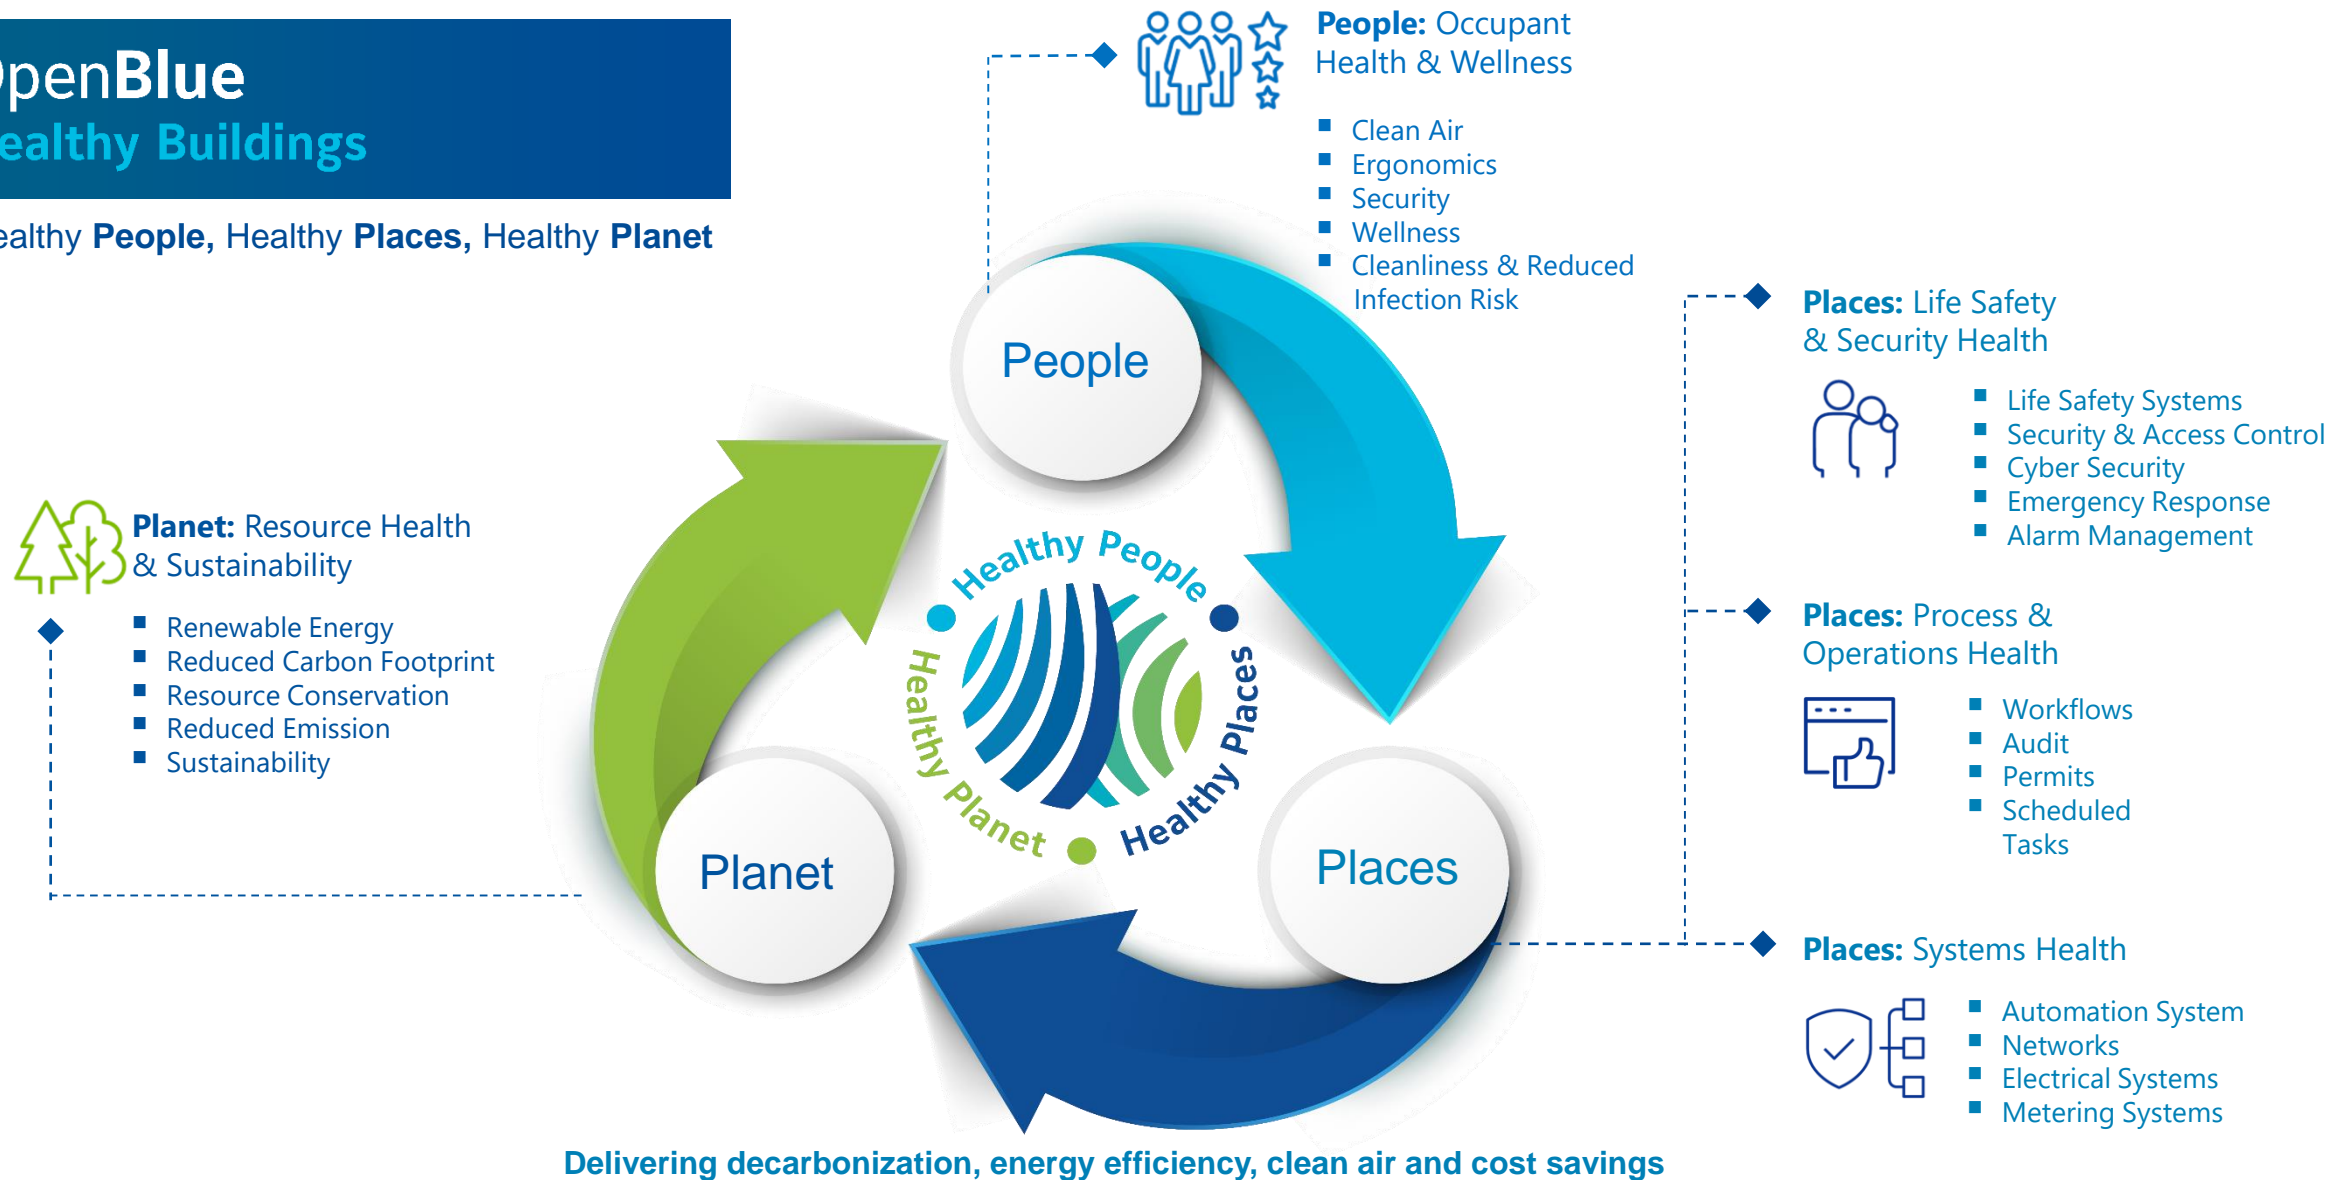 OpenBlue
ealthy Buildings
ealthy People, Healthy Places, Healthy Planet
People: Occupant
Health & Wellness
▪ Clean Air
▪ Ergonomics
▪ Security
▪ Wellness
▪ Cleanliness & Reduced
Infection Risk
People
Places: Life Safety
& Security Health
▪ Life Safety Systems
▪ Security & Access Control
▪ Cyber Security
▪ Emergency Response
▪ Alarm Management
Planet: Resource Health
& Sustainability
▪ Renewable Energy
▪ Reduced Carbon Footprint
▪ Resource Conservation
▪ Reduced Emission
▪ Sustainability
Healthy People
Healthy Places
Healthy Planet
Places: Process &
Operations Health
▪ Workflows
▪ Audit
▪ Permits
▪ Scheduled
Tasks
Planet
Places
Places: Systems Health
▪ Automation System
▪ Networks
▪ Electrical Systems
▪ Metering Systems
Delivering decarbonization, energy efficiency, clean air and cost savings